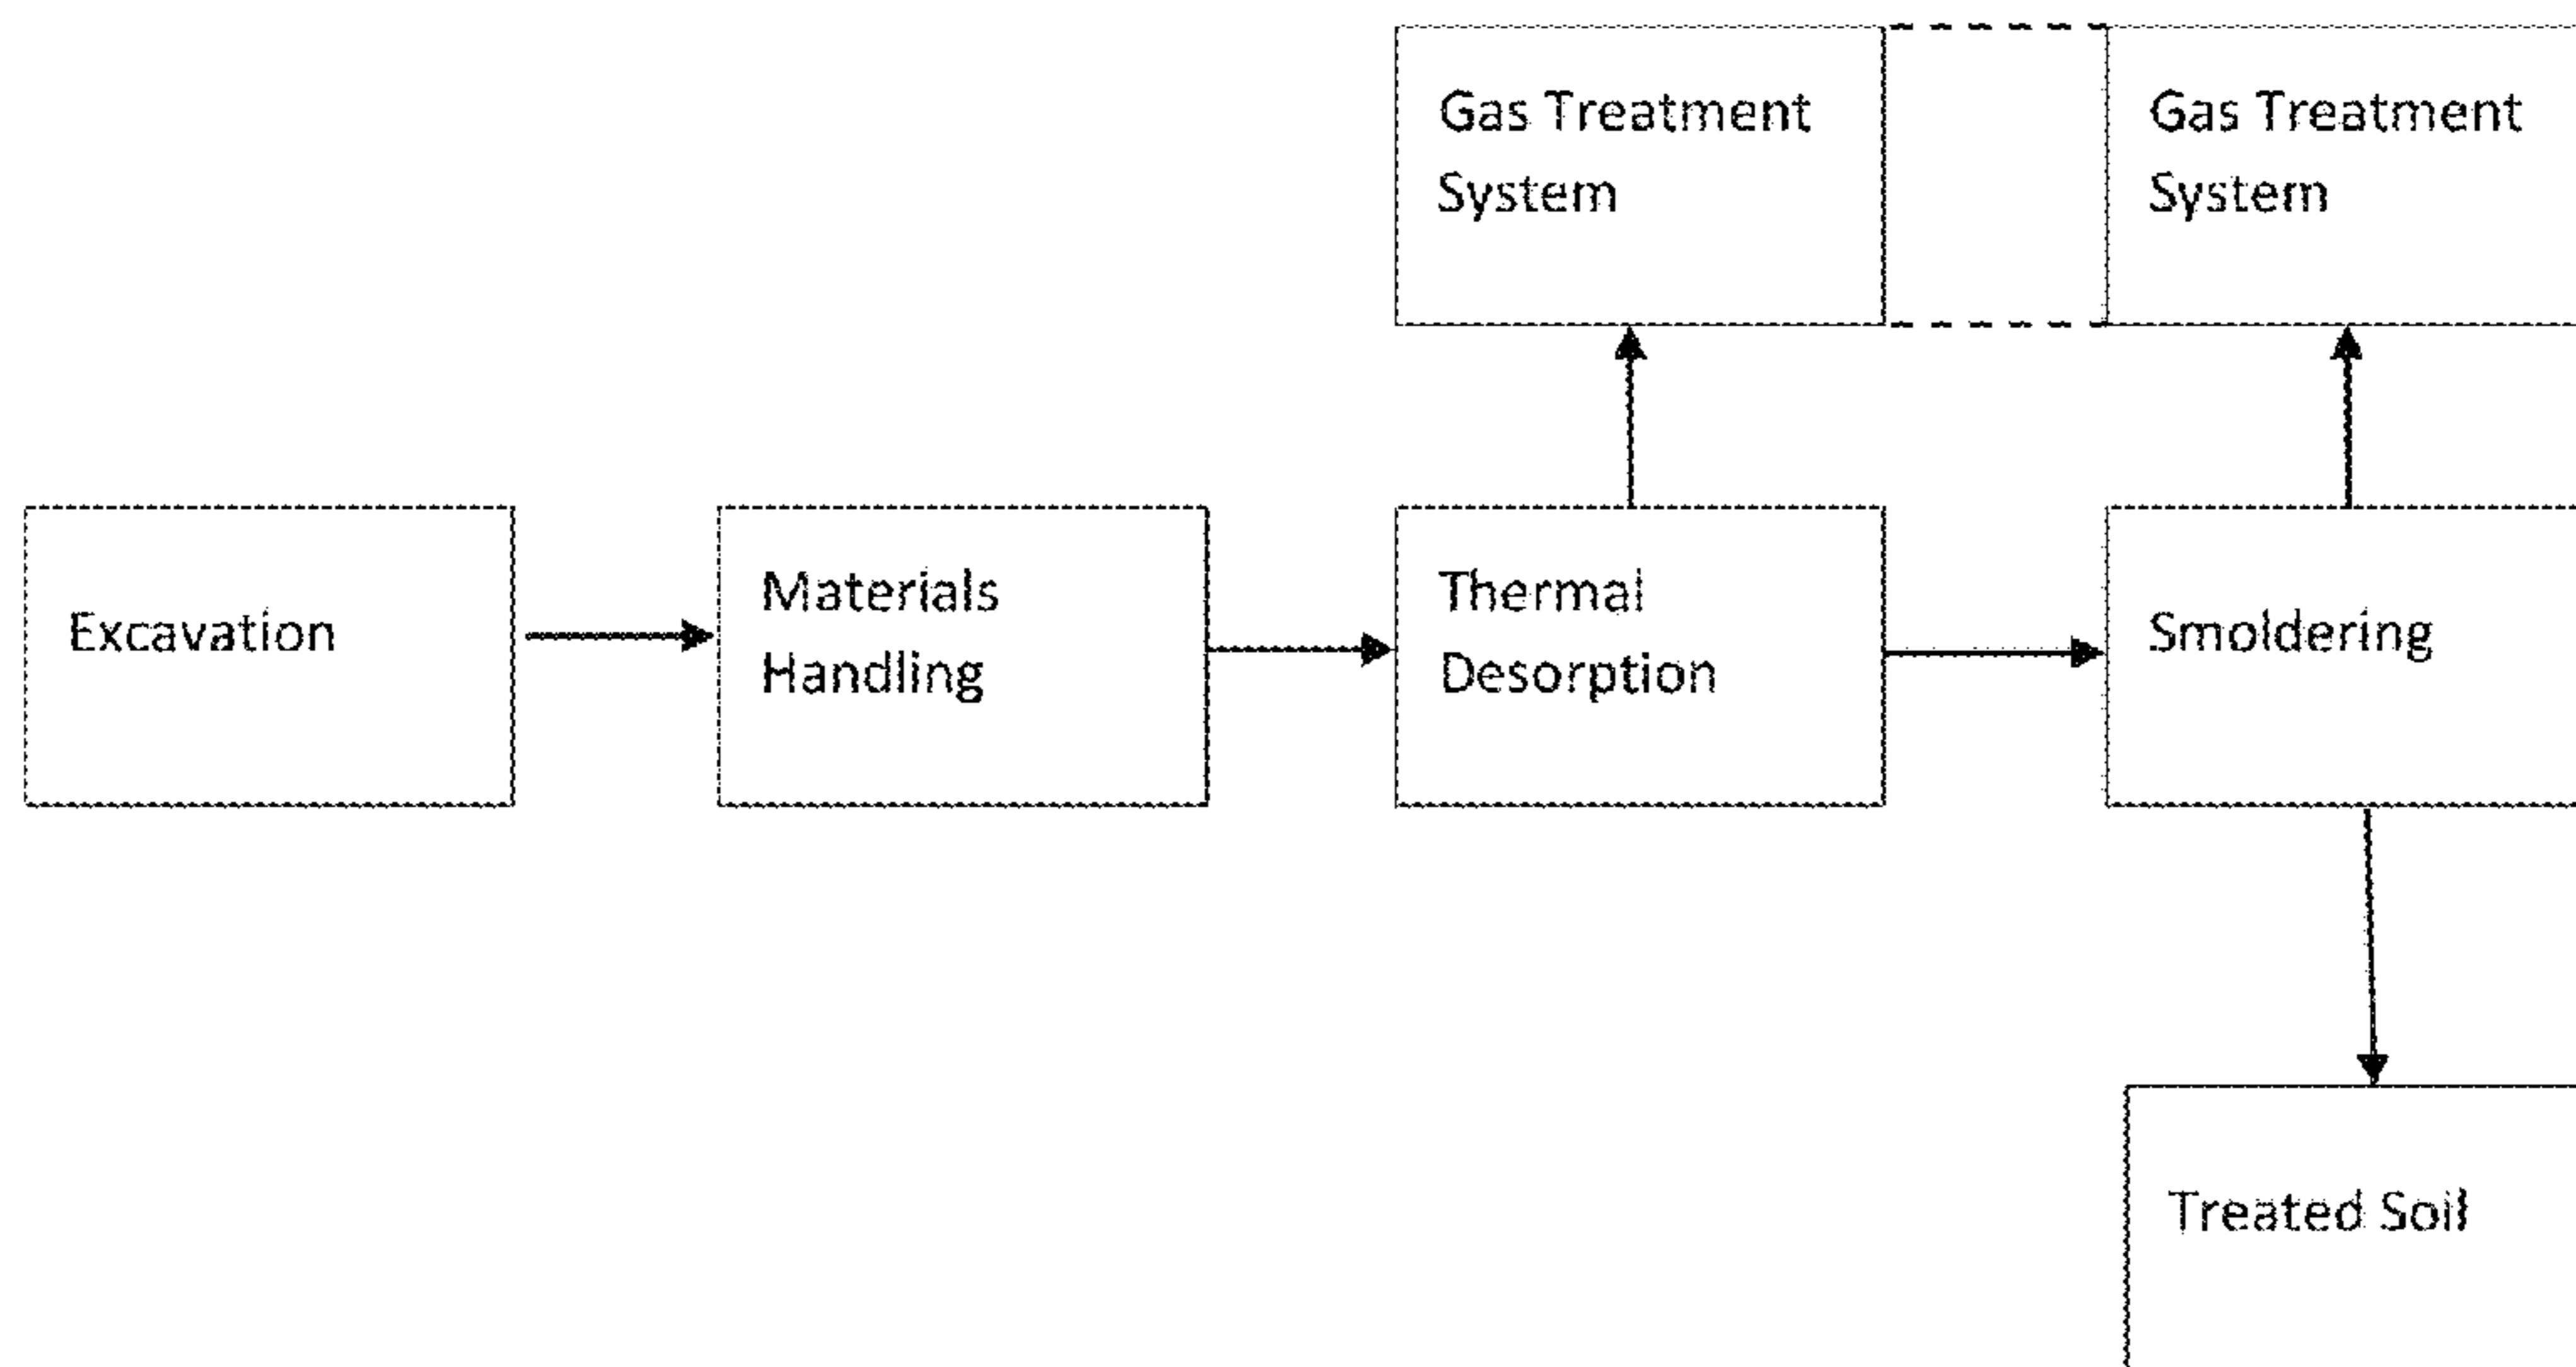 Gas Treatment
System
Gas Treatment
System
Excavation
Materials
Handling
Thermal
Desorption
Smoldering
Treated Soil